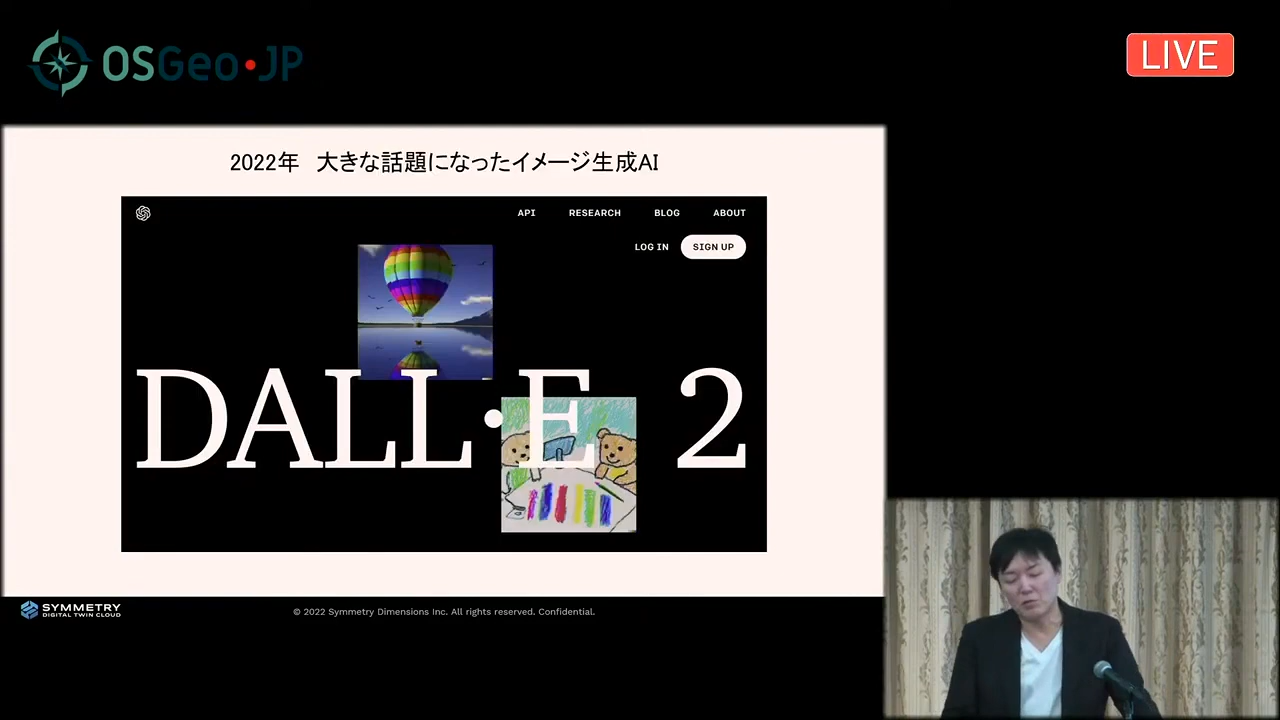 OSGeo•JP
LIVE
2022年　大きな話題になったイメージ生成AI
API RESEARCH BLOG ABOUT
LOG IN SIGN UP
DALL•E 2
SYMMETRY
DIGITAL TWIN CLOUD
© 2022 Symmetry Dimensions Inc. All rights reserved. Confidential.